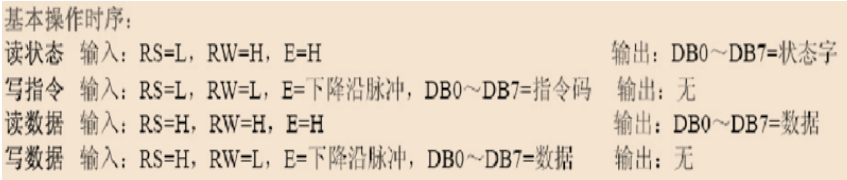 基本操作时序:
读状态 输入: RS=L, RW=H, E=H 输出: DB0~DB7=状态字
写指令 输入: RS=L, RW=L, E=下降沿脉冲, DB0~DB7=指令码 输出: 无
读数据 输入: RS=H, RW=H, E=H 输出: DB0~DB7=数据
写数据 输入: RS=H, RW=L, E=下降沿脉冲, DB0~DB7=数据 输出: 无